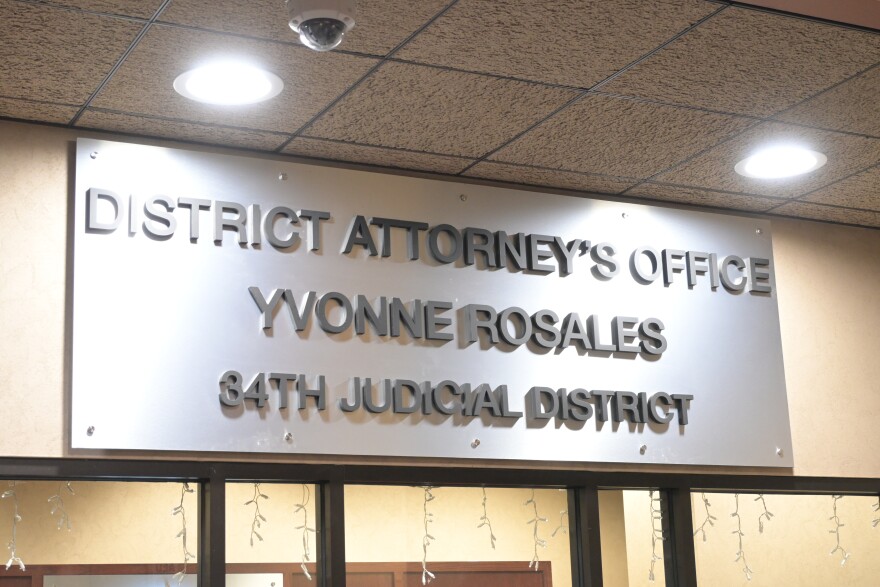 DISTRICT ATTORNEY'S OFFICE
YVONNE ROSALES
34TH JUDICIAL DISTRICT